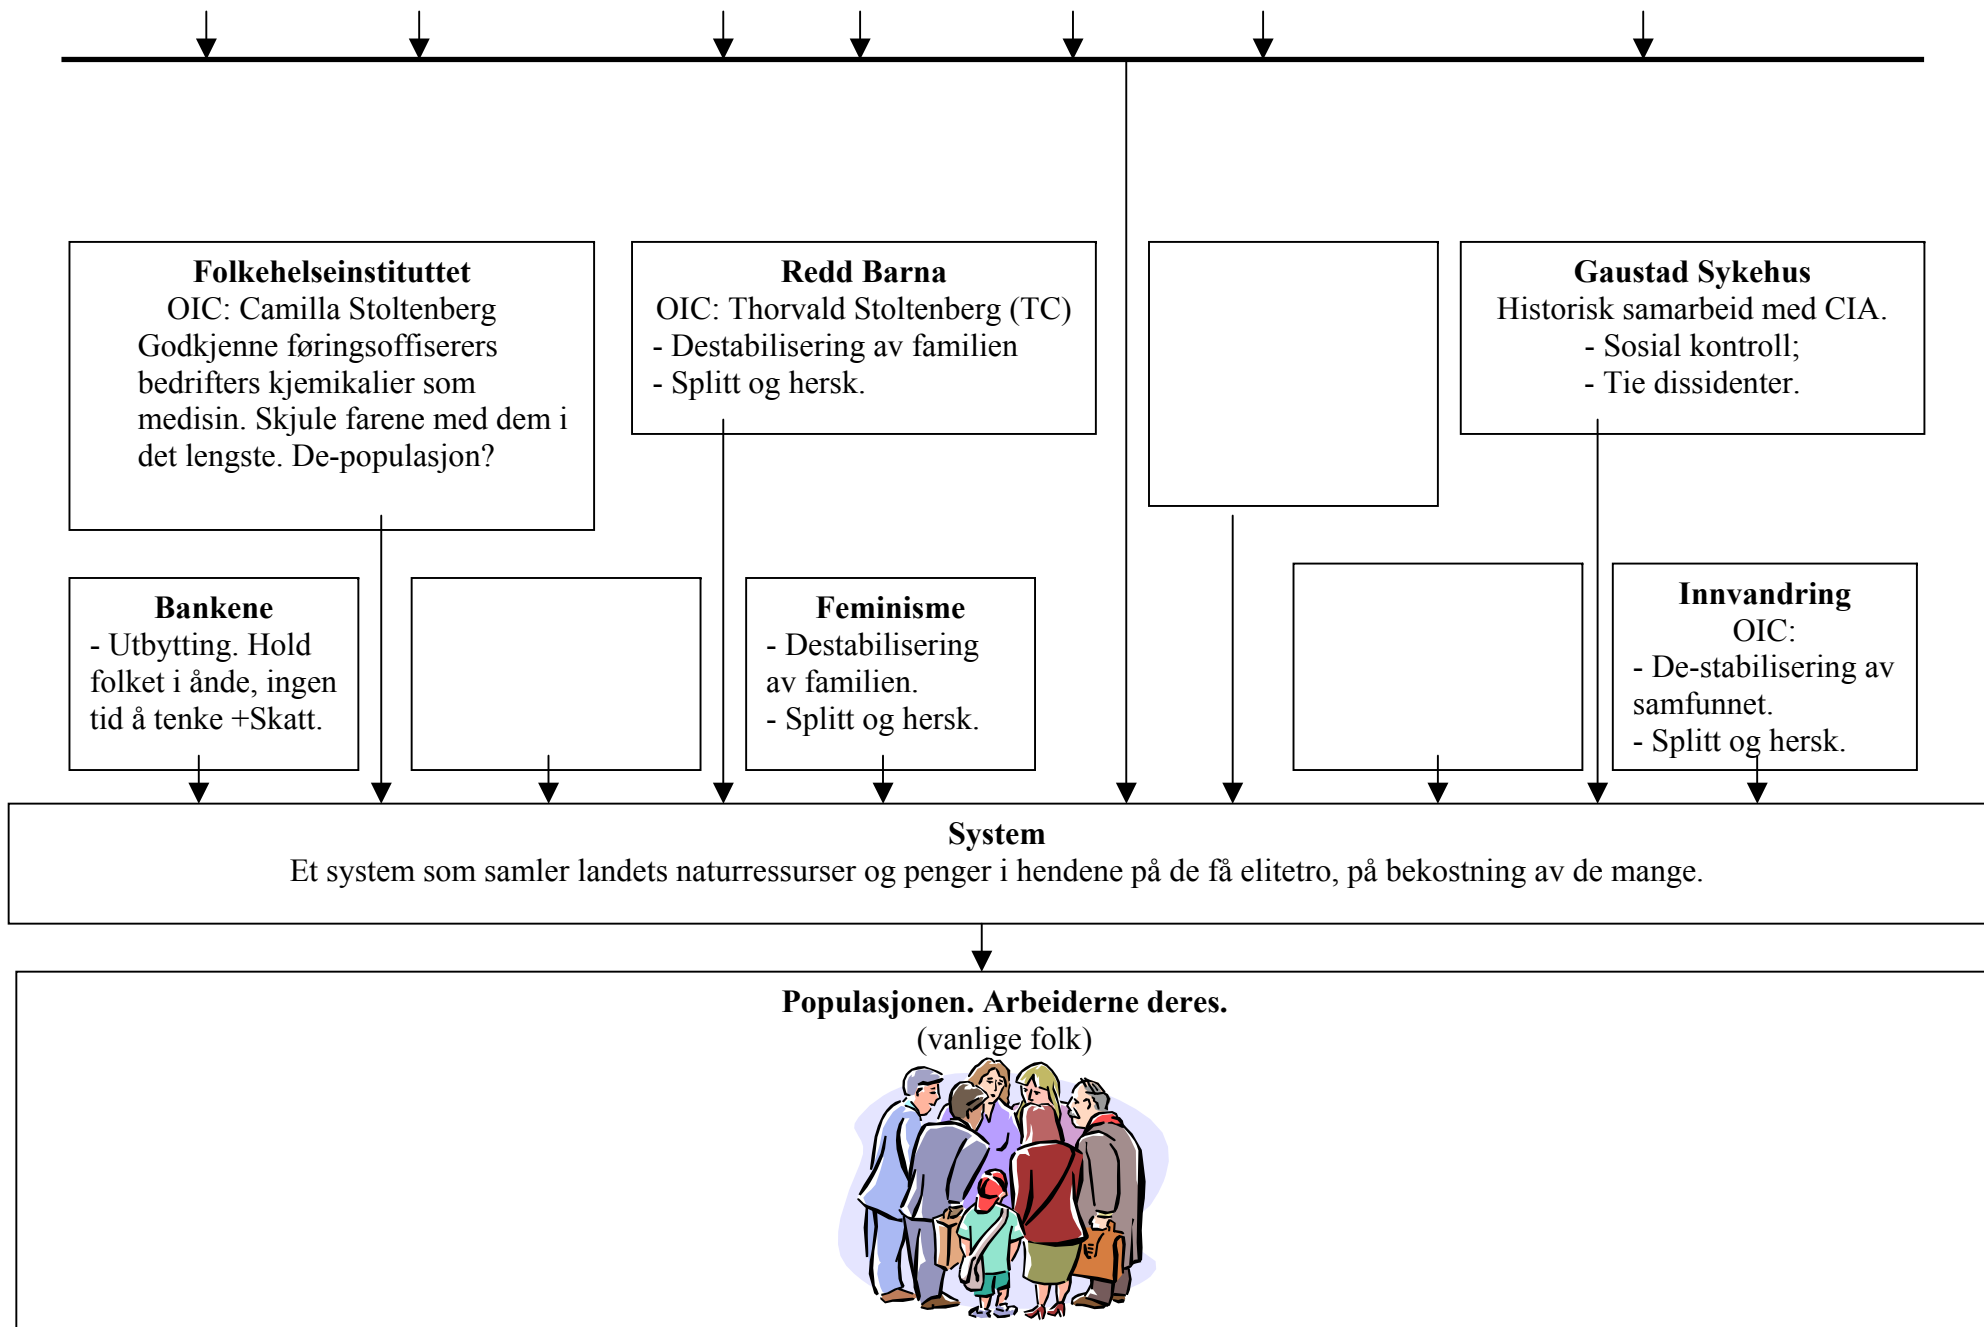 Folkehelseinstituttet
OIC: Camilla Stoltenberg
Godkjenne føringsoffiserers
bedrifters kjemikalier som
medisin. Skjule farene med dem i
det lengste. De-populasjon?
Redd Barna
OIC: Thorvald Stoltenberg (TC)
- Destabilisering av familien
- Splitt og hersk.
Gaustad Sykehus
Historisk samarbeid med CIA.
- Sosial kontroll;
- Tie dissidenter.
Bankene
- Utbytting. Hold
folket i ånde, ingen
tid å tenke +Skatt.
Feminisme
- Destabilisering
av familien.
- Splitt og hersk.
Innvandring
OIC:
- De-stabilisering av
samfunnet.
- Splitt og hersk.
System
Et system som samler landets naturressurser og penger i hendene på de få elitetro, på bekostning av de mange.
Populasjonen. Arbeiderne deres.
(vanlige folk)